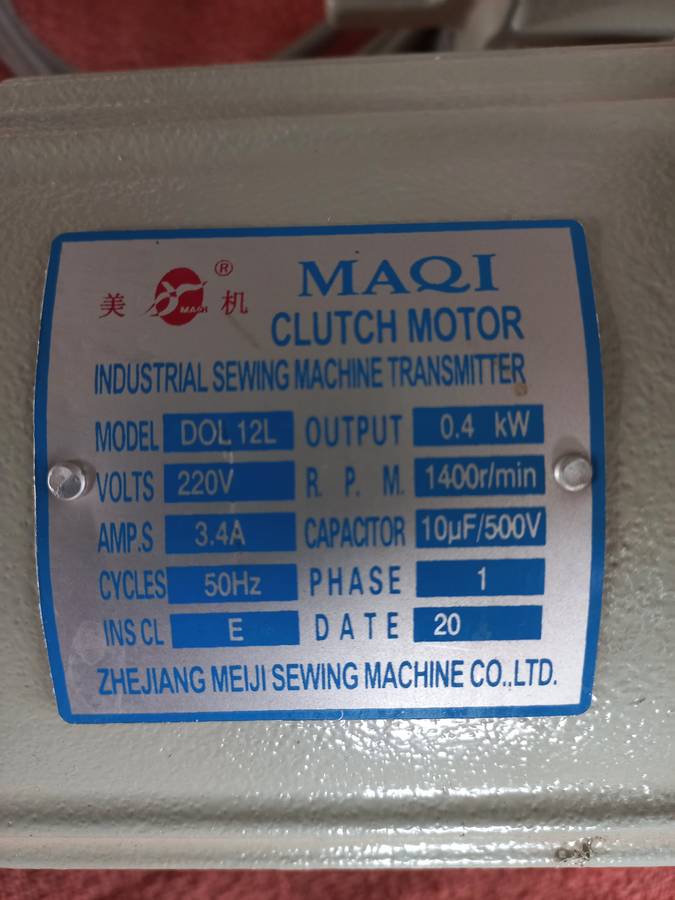 美 MAQI ® 机 MAQI
CLUTCH MOTOR
INDUSTRIAL SEWING MACHINE TRANSMITTER
MODEL DOL 12L OUTPUT 0.4 kW
VOLTS 220V R. P. M. 1400r/min
AMP.S 3.4A CAPACITOR 10µF/500V
CYCLES 50Hz PHASE 1
INS CL E DATE 20
ZHEJIANG MEIJI SEWING MACHINE CO.,LTD.